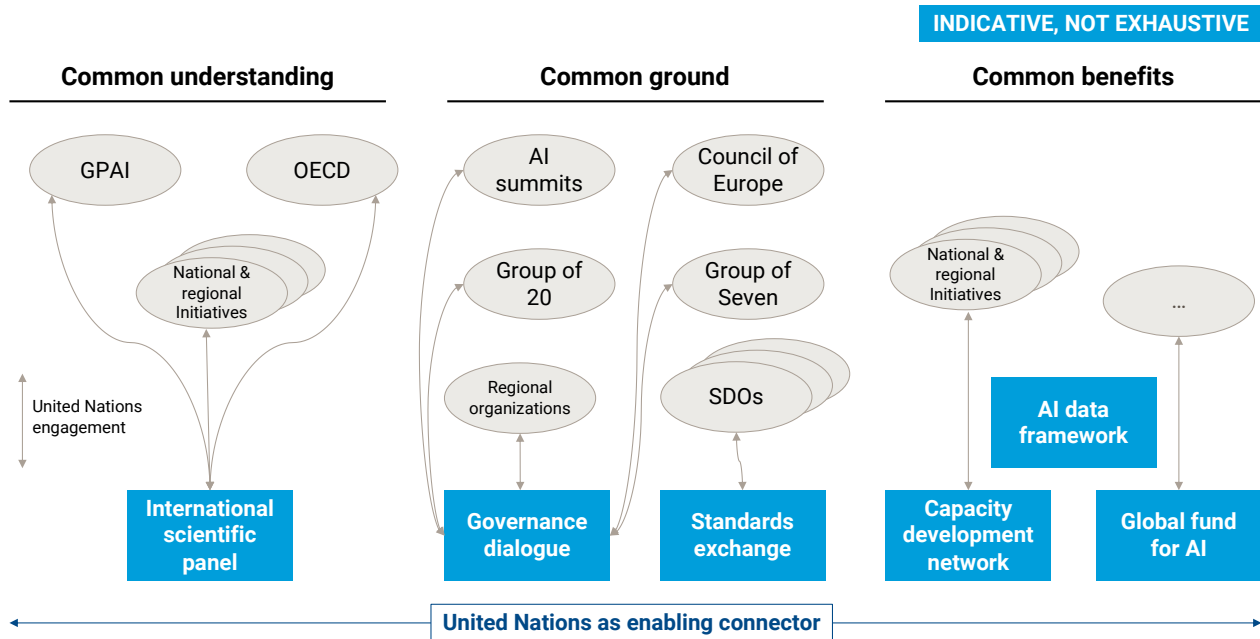 INDICATIVE, NOT EXHAUSTIVE
Common understanding
Common ground
Common benefits
GPAI
OECD
National &
regional
Initiatives
United Nations
engagement
International
scientific
panel
AI
summits
Council of
Europe
Group of
20
Group of
Seven
Regional
organizations
SDOs
Governance
dialogue
Standards
exchange
National &
regional
Initiatives
...
AI data
framework
Capacity
development
network
Global fund
for AI
United Nations as enabling connector